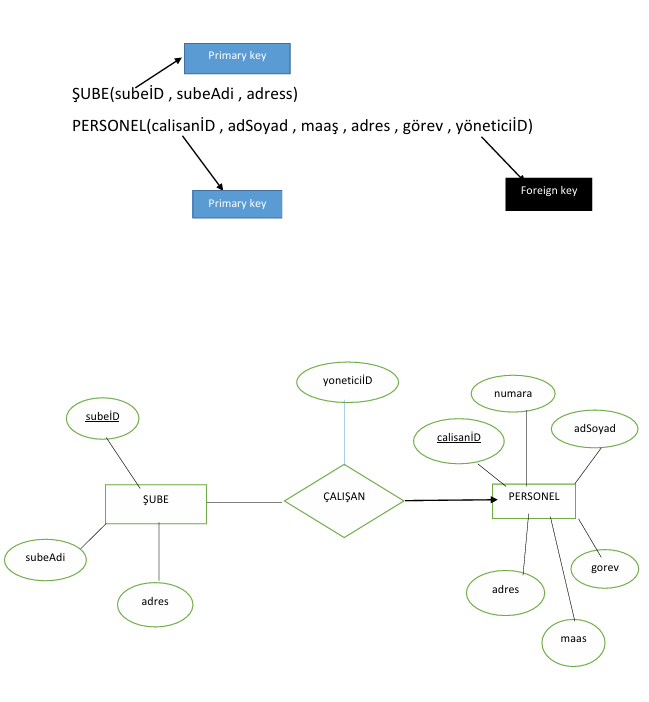 Primary key
ŞUBE(subeİD , subeAdi , adress)
PERSONEL(calisanİD , adSoyad , maaş , adres , görev , yöneticiİD)
Primary key
Foreign key
yoneticiİD
numara
subeİD
calisanİD
adSoyad
ŞUBE
ÇALIŞAN
PERSONEL
subeAdi
gorev
adres
adres
maas